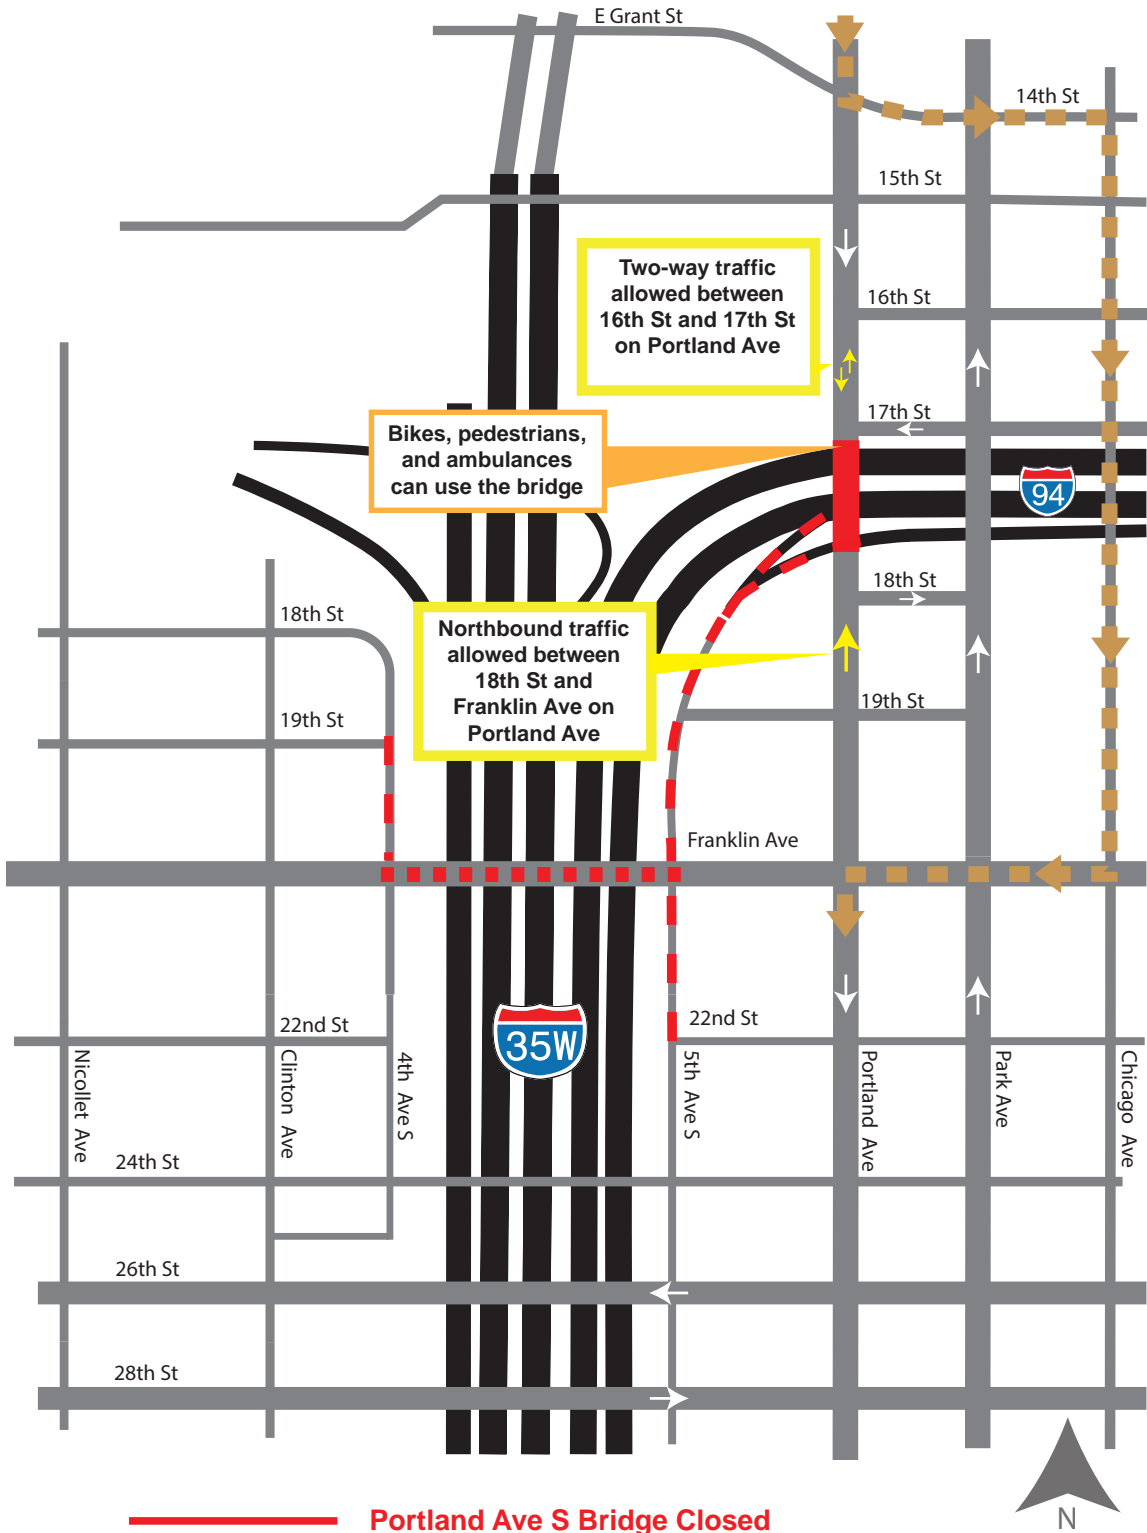 E Grant St
14th St
15th St
Two-way traffic
allowed between
16th St and 17th St
on Portland Ave
16th St
17th St
Bikes, pedestrians,
and ambulances
can use the bridge
94
18th St
18th St
Northbound traffic
allowed between
18th St and
Franklin Ave on
Portland Ave
19th St
19th St
Franklin Ave
22nd St
22nd St
35W
Nicollet Ave
Clinton Ave
4th Ave S
5th Ave S
Portland Ave
Park Ave
Chicago Ave
24th St
26th St
28th St
N
Portland Ave S Bridge Closed